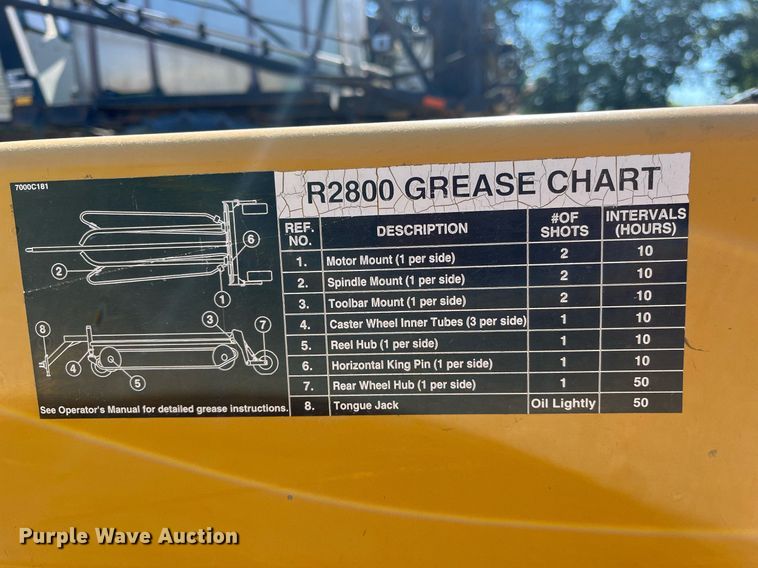 7000C181
R2800 GREASE CHART
REF. NO. DESCRIPTION #OF SHOTS INTERVALS (HOURS)
1. Motor Mount (1 per side) 2 10
2. Spindle Mount (1 per side) 2 10
3. Toolbar Mount (1 per side) 2 10
4. Caster Wheel Inner Tubes (3 per side) 1 10
5. Reel Hub (1 per side) 1 10
6. Horizontal King Pin (1 per side) 1 10
7. Rear Wheel Hub (1 per side) 1 50
8. Tongue Jack Oil Lightly 50
6
2
1
8
3
7
4
5
See Operator's Manual for detailed grease instructions.
Purple Wave Auction